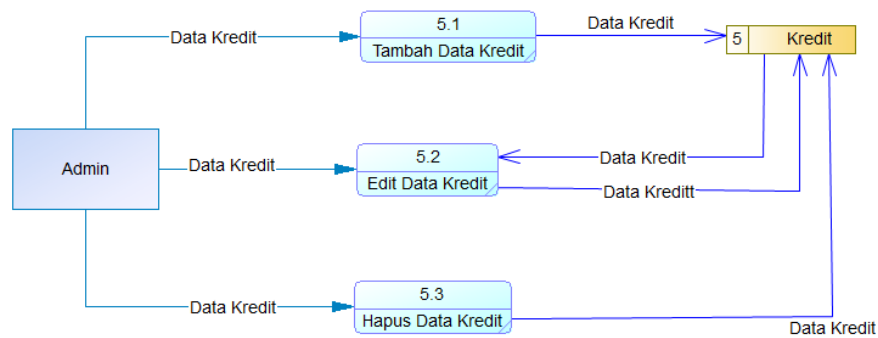 Data Kredit
5.1
Tambah Data Kredit
Data Kredit
5
Kredit
Admin
Data Kredit
5.2
Edit Data Kredit
Data Kredit
Data Kreditt
Data Kredit
5.3
Hapus Data Kredit
Data Kredit